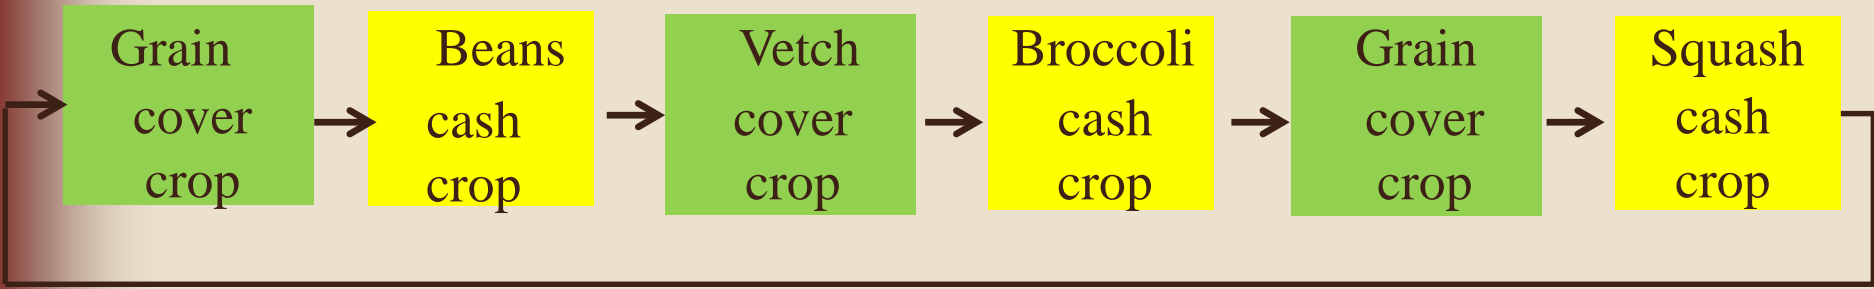 Grain
cover
crop
Beans
cash
crop
Vetch
cover
crop
Broccoli
cash
crop
Grain
cover
crop
Squash
cash
crop